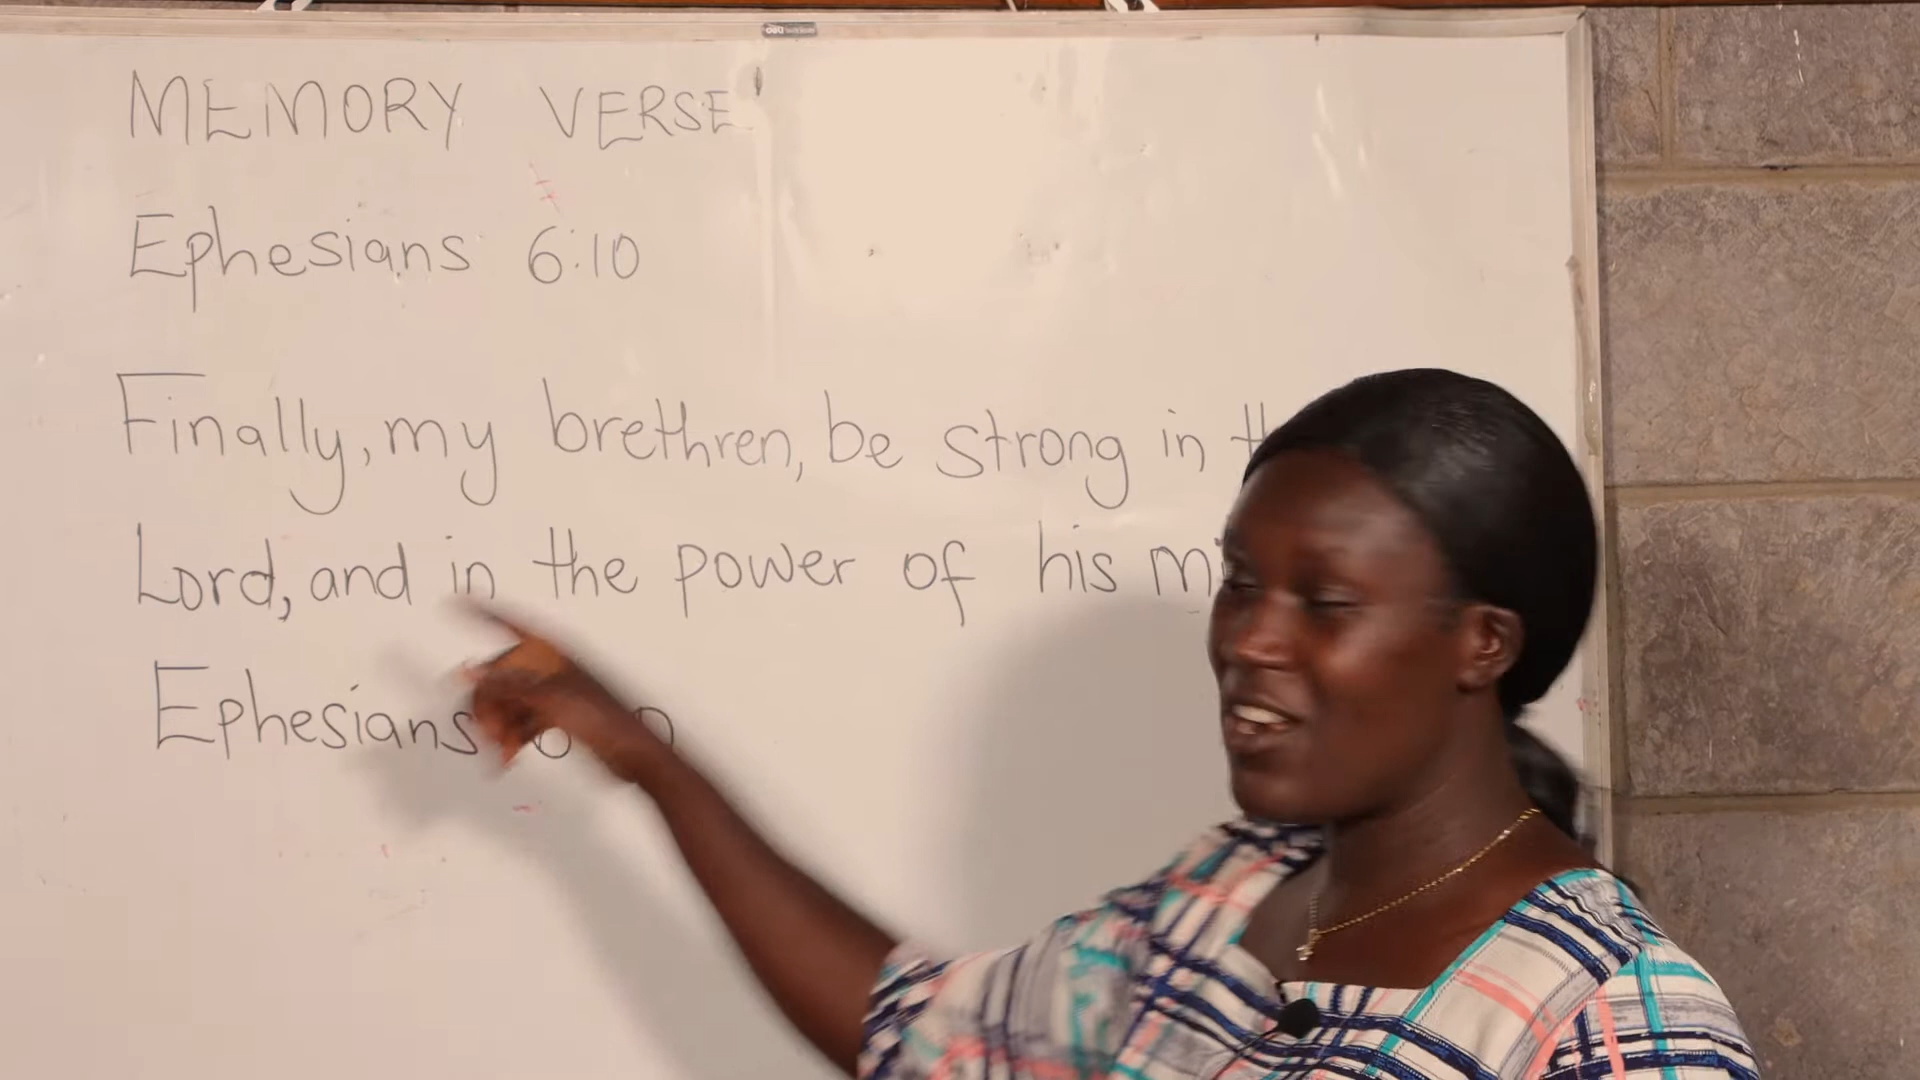 MEMORY VERSE
Ephesians 6:10
Finally, my brethren, be strong in
Lord, and in the power of his
Ephesians